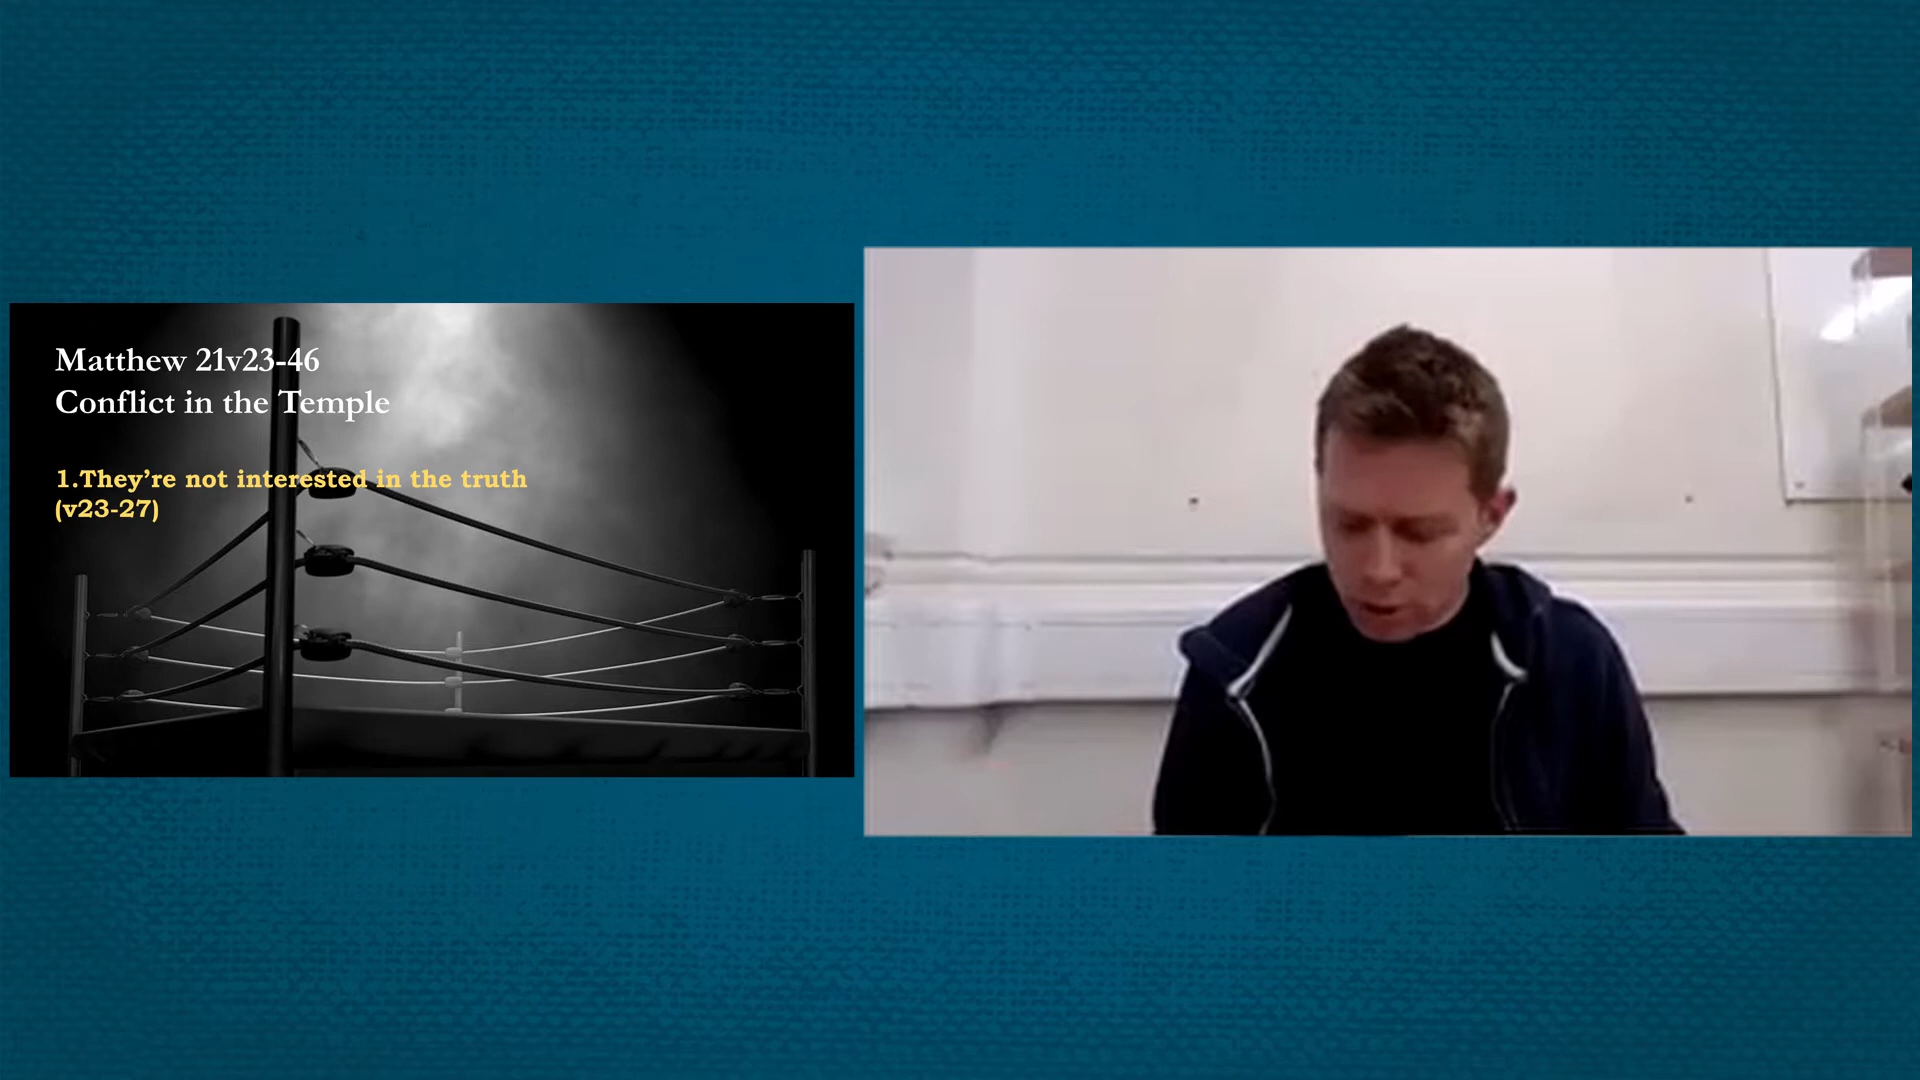 Matthew 21v23-46
Conflict in the Temple
1.They’re not interested in the truth
(v23-27)